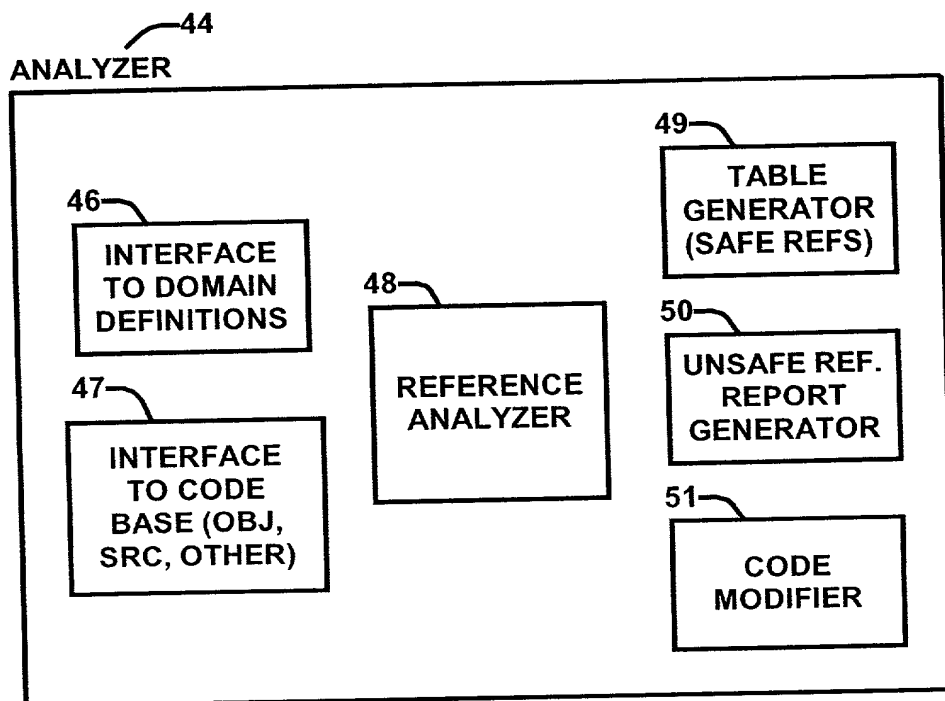 44
ANALYZER
46
INTERFACE
TO DOMAIN
DEFINITIONS
47
INTERFACE
TO CODE
BASE (OBJ,
SRC, OTHER)
48
REFERENCE
ANALYZER
49
TABLE
GENERATOR
(SAFE REFS)
50
UNSAFE REF.
REPORT
GENERATOR
51
CODE
MODIFIER